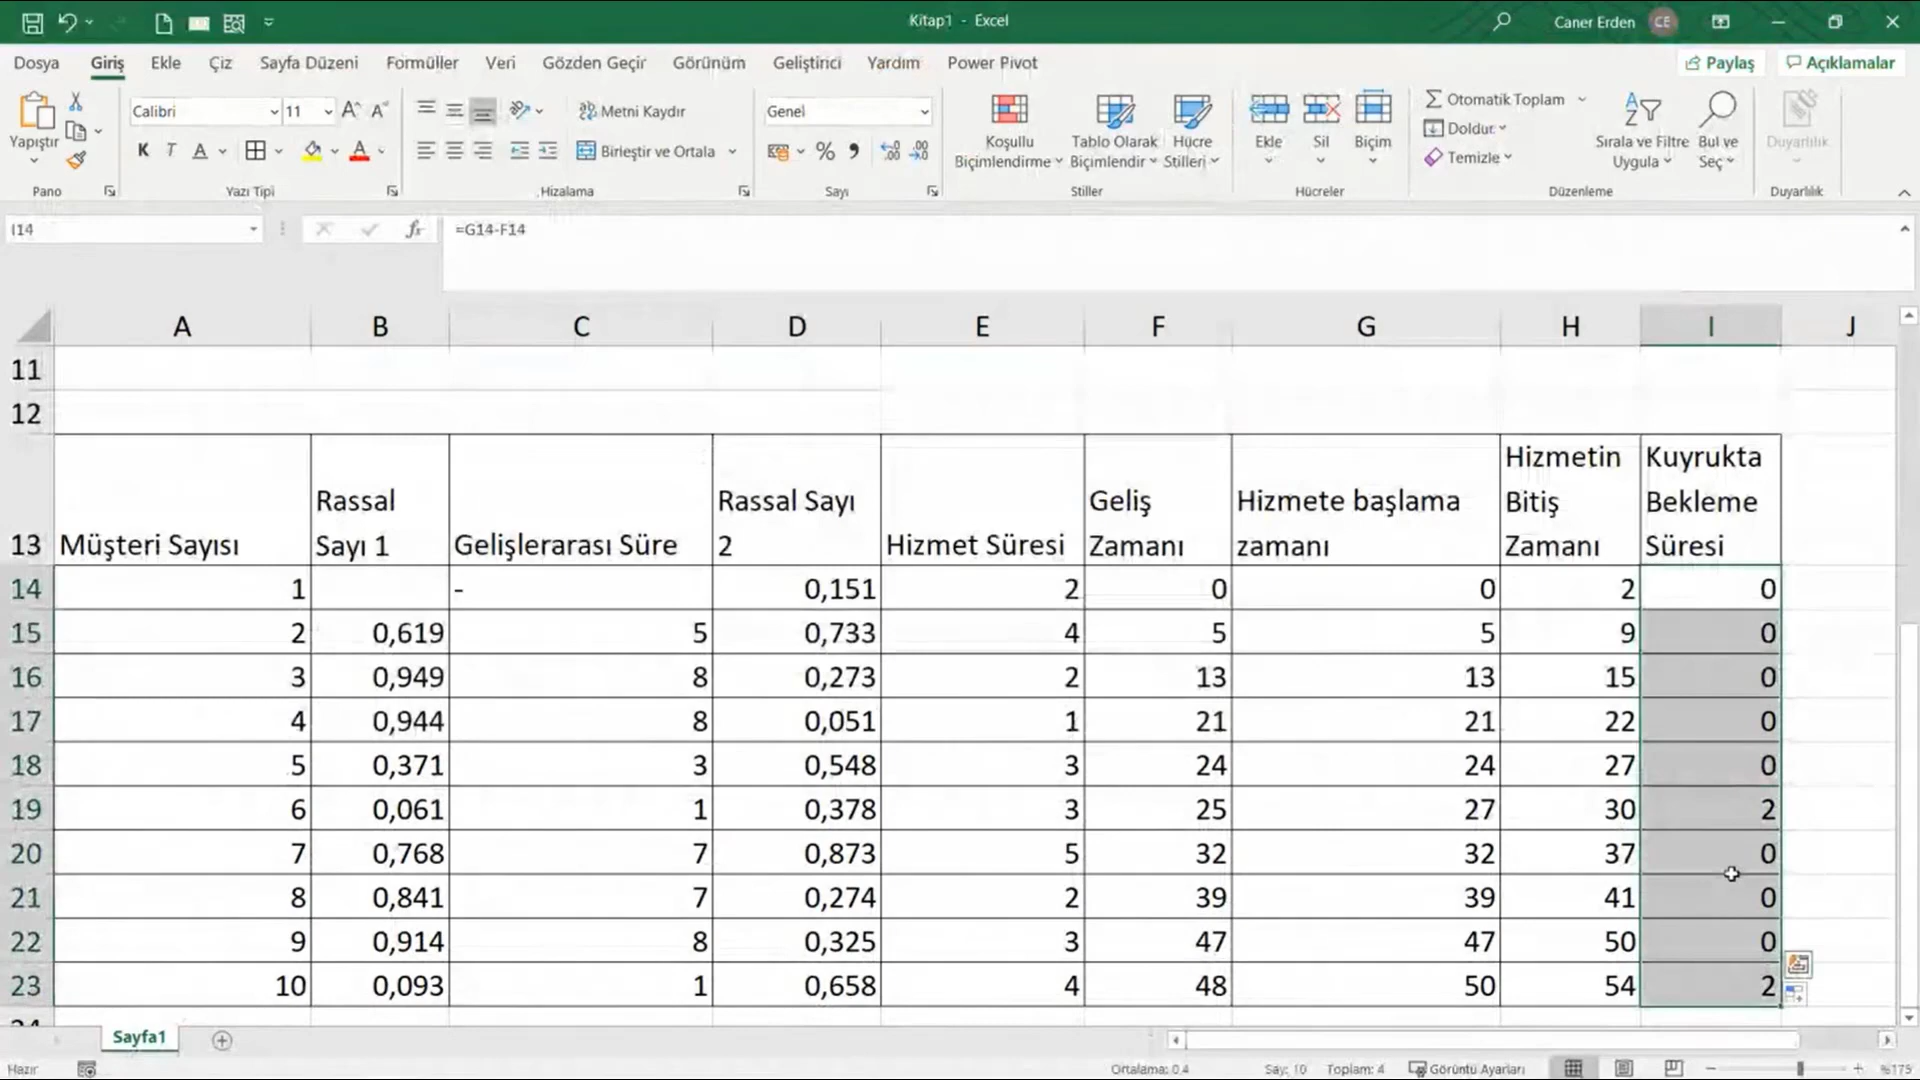 Kitap1 - Excel
Caner Erden CE
Dosya Giriş Ekle Çiz Sayfa Düzeni Formüller Veri Gözden Geçir Görünüm Geliştirici Yardım Power Pivot Paylaş Açıklamalar
Yapıştır
Pano
Calibri 11
K T A
Yazı Tipi
Metni Kaydır
Birleştir ve Ortala
Hizalama
Genel
Sayı
Koşullu Biçimlendirme
Tablo Olarak Biçimlendir
Hücre Stilleri
Stiller
Ekle Sil Biçim
Hücreler
Otomatik Toplam
Doldur
Temizle
Sırala ve Filtre Uygula
Bul ve Seç
Düzenleme
Duyarlılık
Duyarlılık
I14 fx =G14-F14
A B C D E F G H I J
11
12
13 Müşteri Sayısı Rassal Sayı 1 Gelişlerarası Süre Rassal Sayı 2 Hizmet Süresi Geliş Zamanı Hizmete başlama zamanı Hizmetin Bitiş Zamanı Kuyrukta Bekleme Süresi
14 1 - 0,151 2 0 0 2 0
15 2 0,619 5 0,733 4 5 5 9 0
16 3 0,949 8 0,273 2 13 13 15 0
17 4 0,944 8 0,051 1 21 21 22 0
18 5 0,371 3 0,548 3 24 24 27 0
19 6 0,061 1 0,378 3 25 27 30 2
20 7 0,768 7 0,873 5 32 32 37 0
21 8 0,841 7 0,274 2 39 39 41 0
22 9 0,914 8 0,325 3 47 47 50 0
23 10 0,093 1 0,658 4 48 50 54 2
Sayfa1
Hazır Ortalama: 0,4 Say: 10 Toplam: 4 Görüntü Ayarları %175